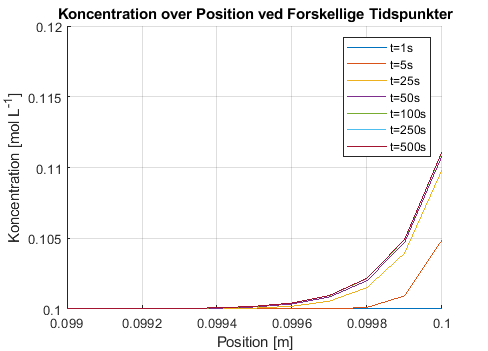 Koncentration over Position ved Forskellige Tidspunkter
0.12
0.115
0.11
0.105
0.1
Koncentration [mol L⁻¹]
t=1s
t=5s
t=25s
t=50s
t=100s
t=250s
t=500s
0.099 0.0992 0.0994 0.0996 0.0998 0.1
Position [m]